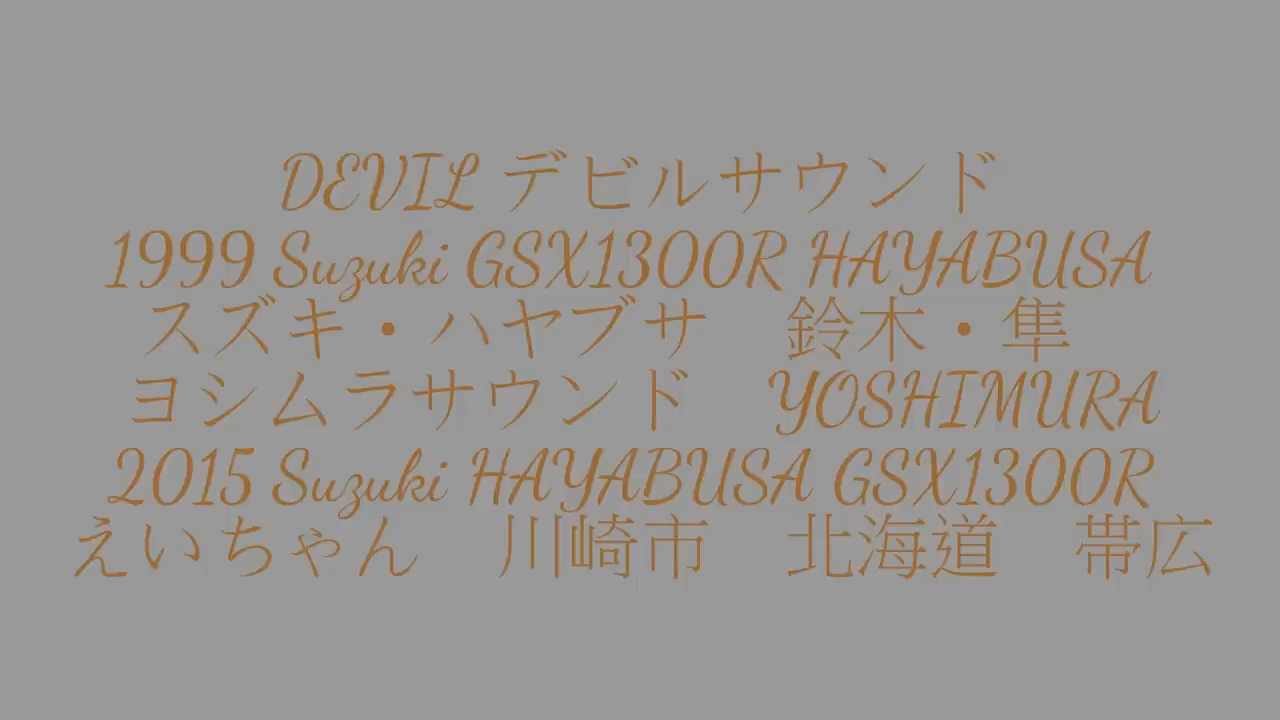 DEVIL デビルサウンド
1999 Suzuki GSX1300R HAYABUSA
スズキ・ハヤブサ　鈴木・隼
ヨシムラサウンド　YOSHIMURA
2015 Suzuki HAYABUSA GSX1300R
えいちゃん　川崎市　北海道　帯広